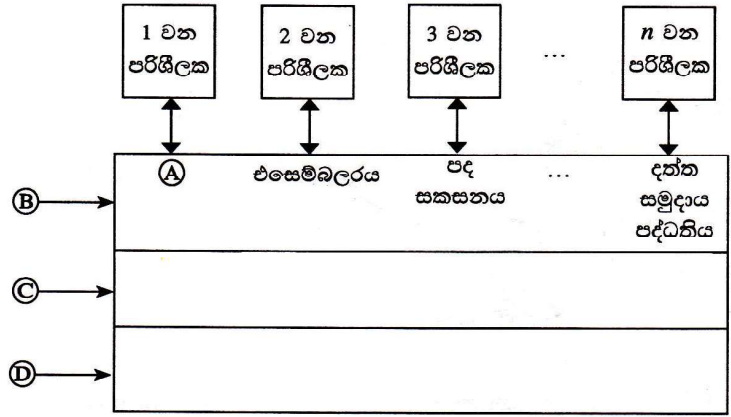 1 වන
පරිශීලක
2 වන
පරිශීලක
3 වන
පරිශීලක
...
n වන
පරිශීලක
A
එසෙම්බ්ලරය
පද
සකසනය
...
දත්ත
සමුදාය
පද්ධතිය
B
C
D